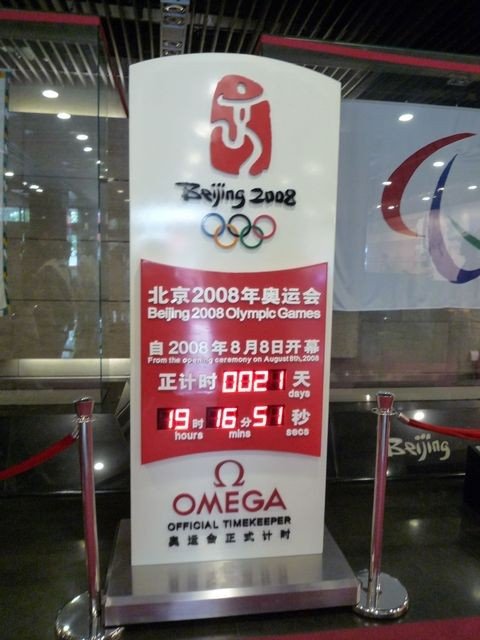 Beijing 2008
北京2008年奥运会
Beijing 2008 Olympic Games
自2008年8月8日开幕
From the opening ceremony on August 8th, 2008
正计时 0021 天
days
19 时 16 分 51 秒
hours mins secs
Ω
OMEGA
OFFICIAL TIMEKEEPER
奥运会正式计时
Beijing